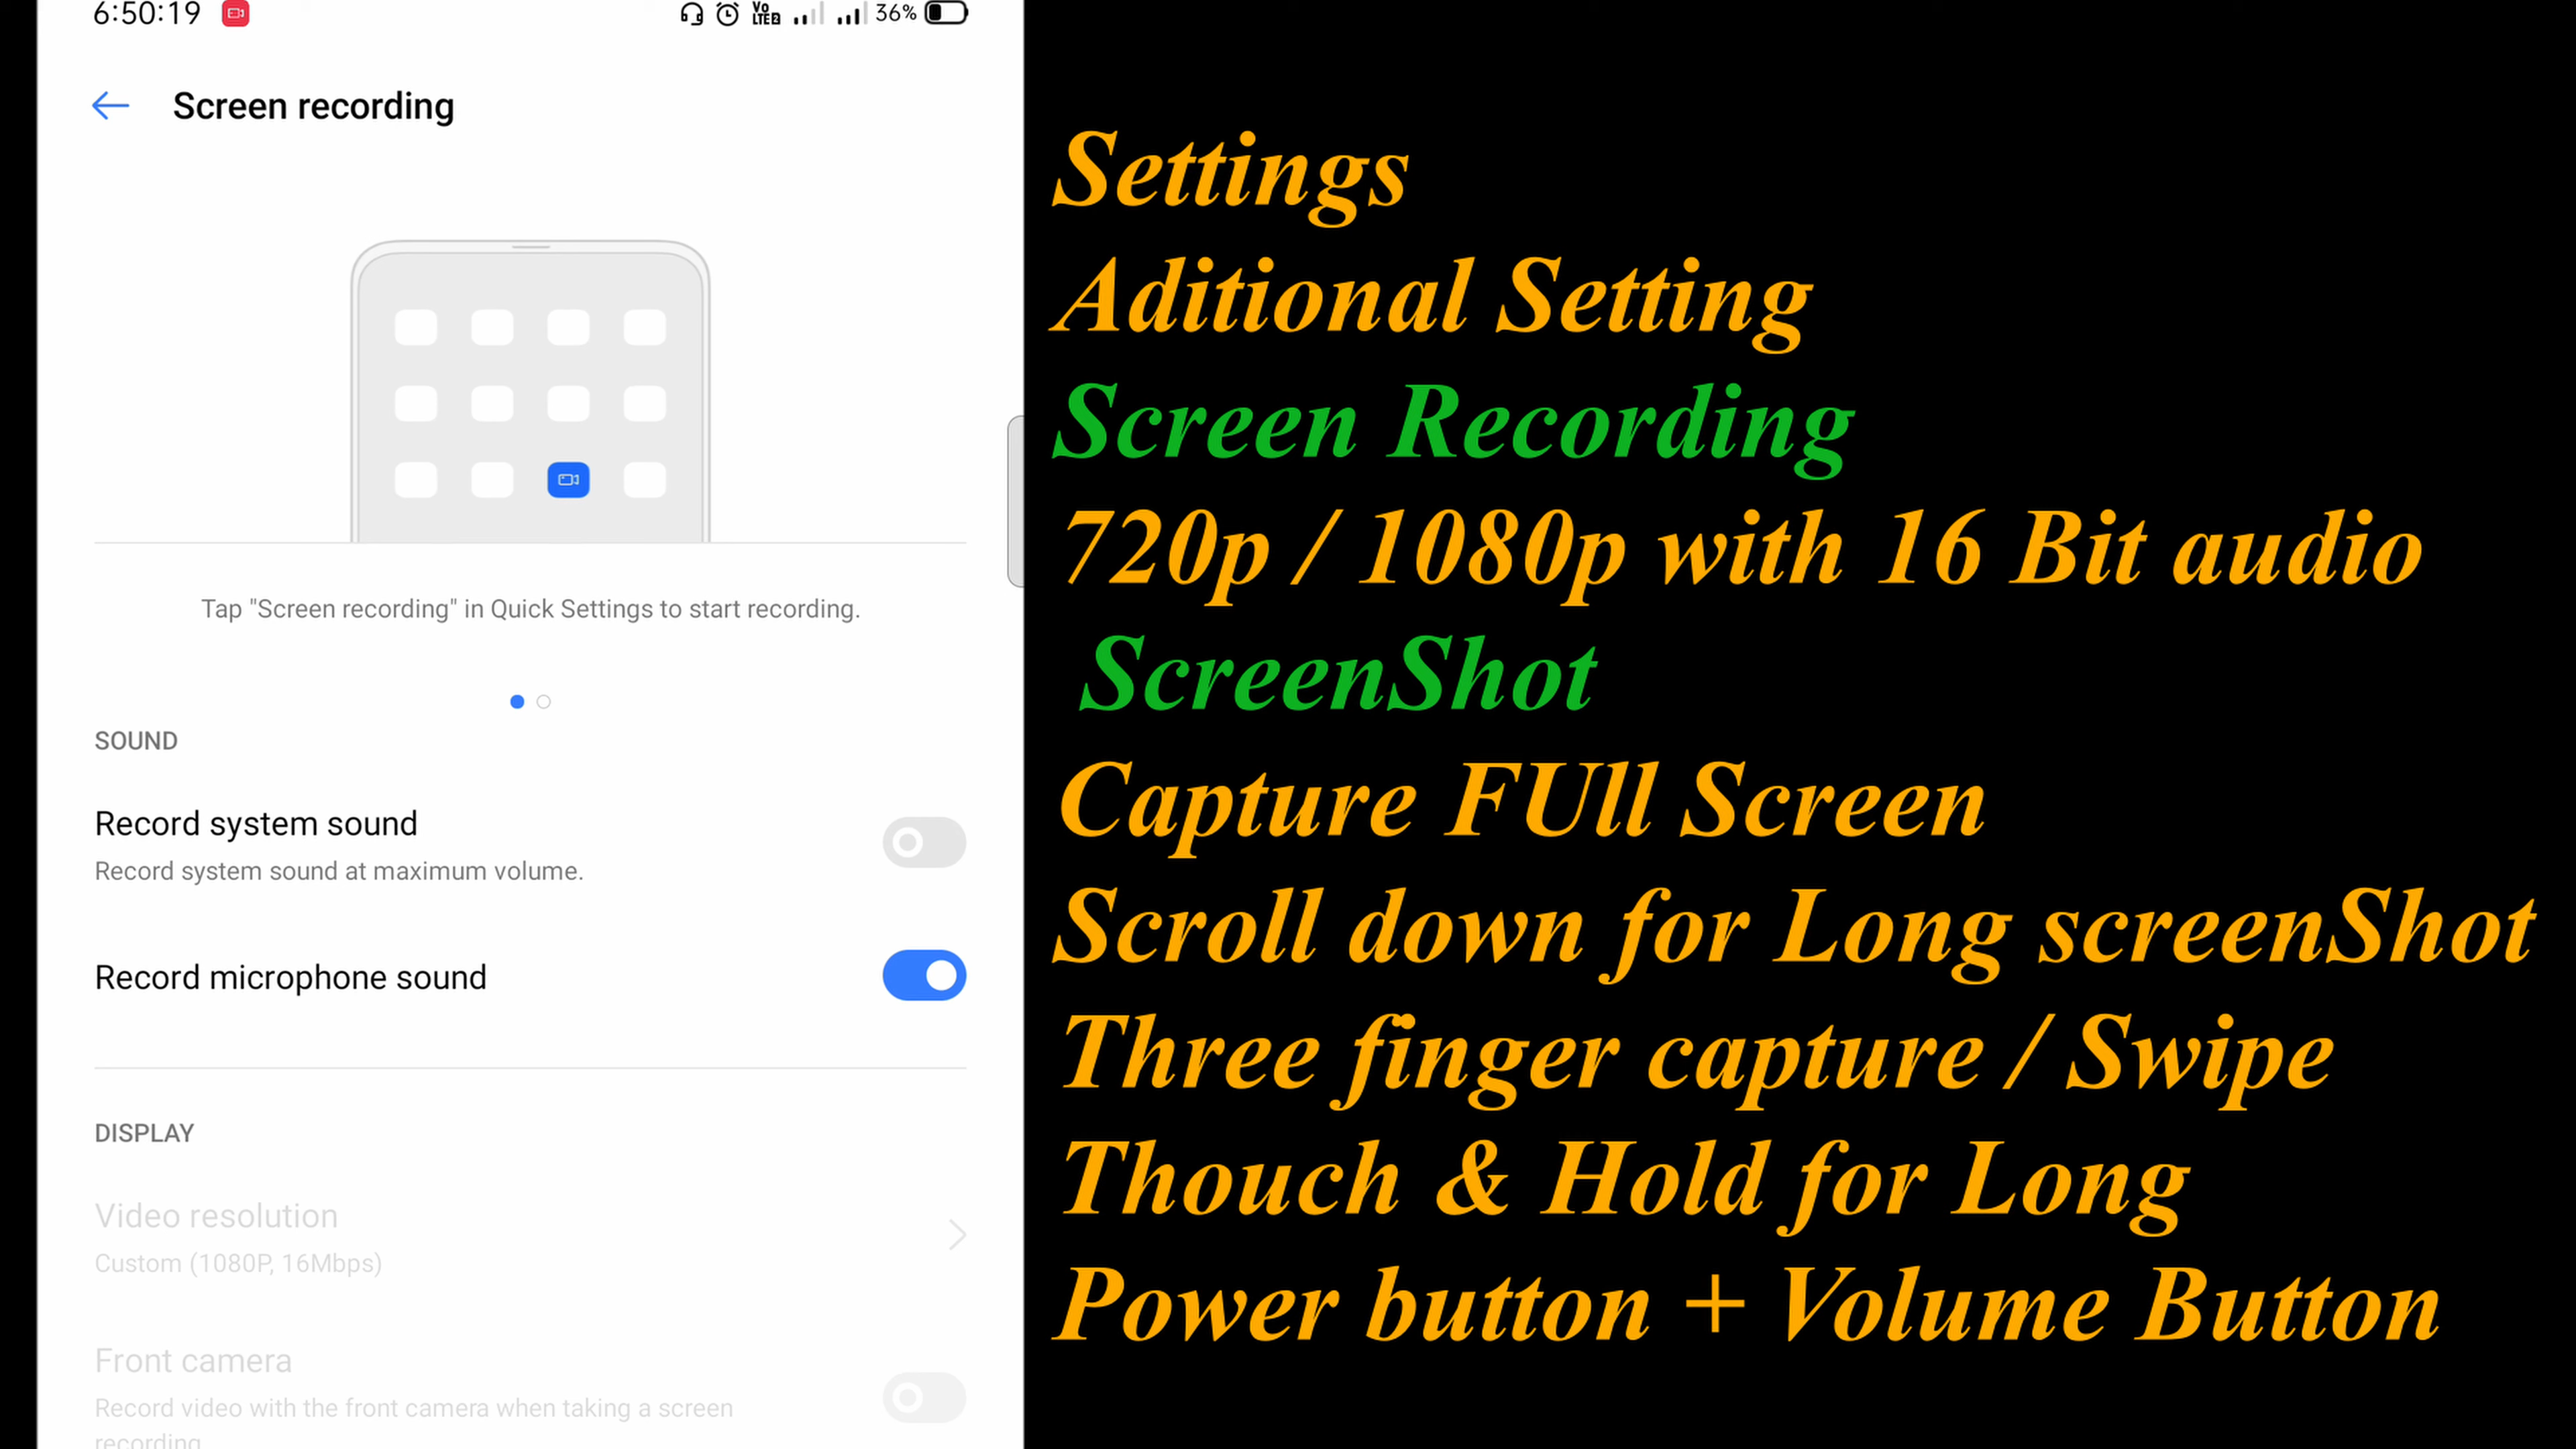 6:50:19
Vo LTE2 36%
Screen recording
Tap "Screen recording" in Quick Settings to start recording.
SOUND
Record system sound
Record system sound at maximum volume.
Record microphone sound
DISPLAY
Video resolution
Custom (1080P, 16Mbps)
Front camera
Record video with the front camera when taking a screen
recording
Settings
Aditional Setting
Screen Recording
720p / 1080p with 16 Bit audio
ScreenShot
Capture FUll Screen
Scroll down for Long screenShot
Three finger capture / Swipe
Thouch & Hold for Long
Power button + Volume Button